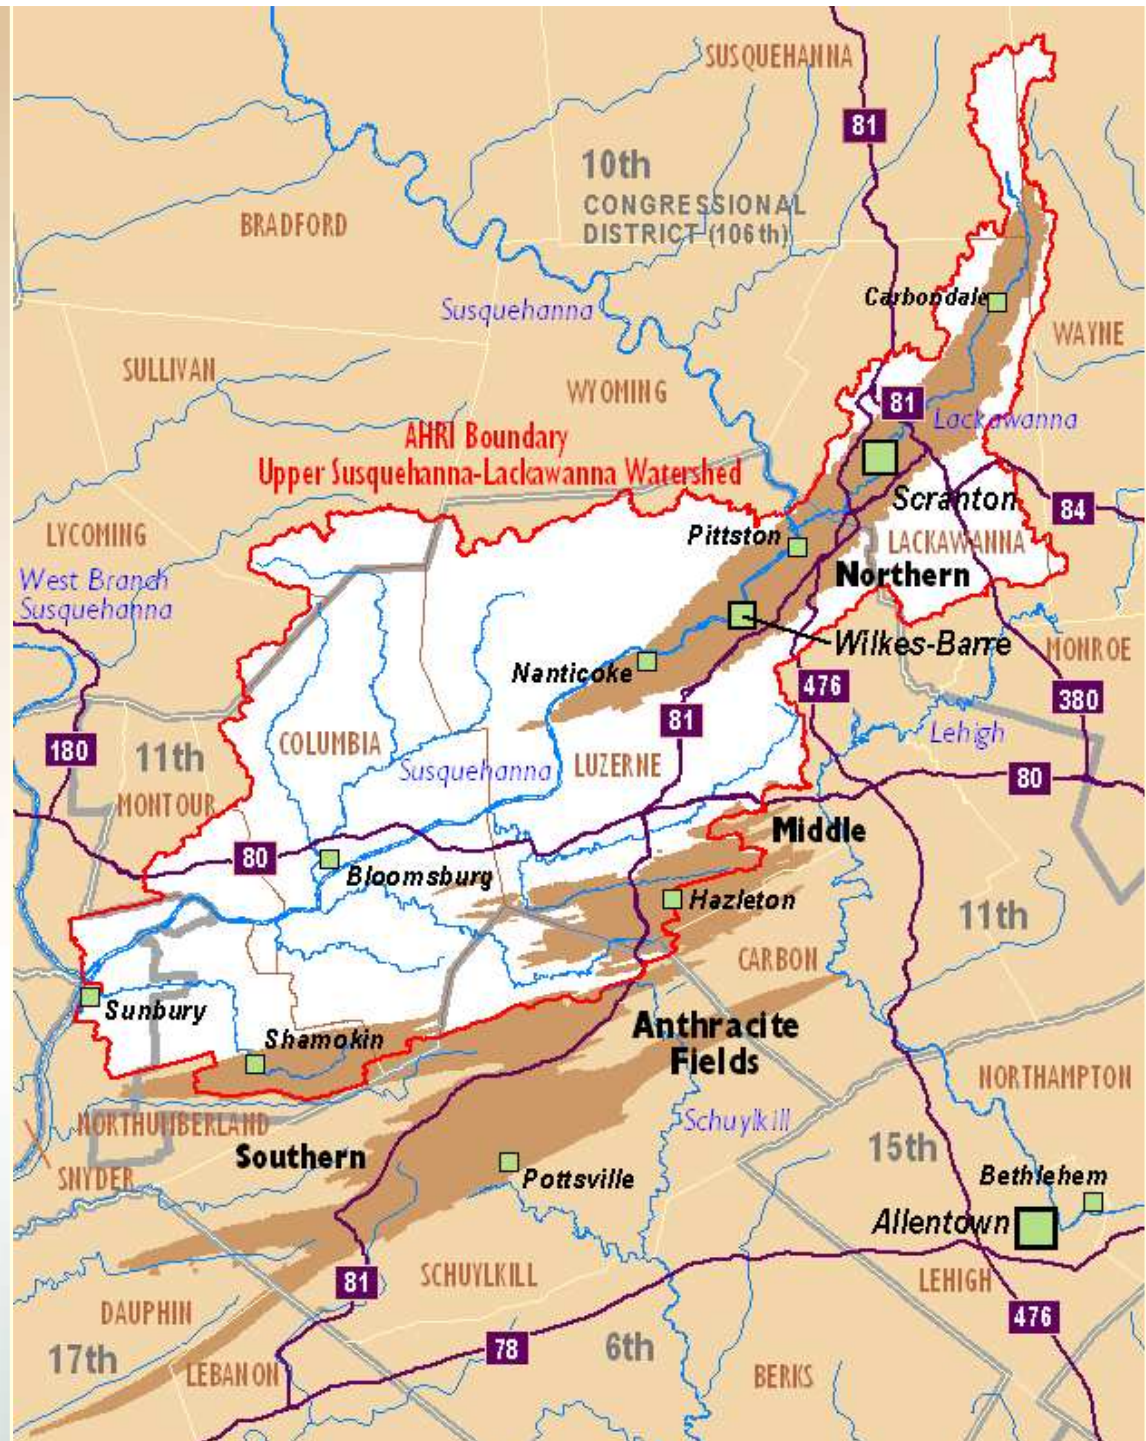 SUSQUEHANNA
81
10th
CONGRESSIONAL
DISTRICT (106th)
BRADFORD
Susquehanna
Carbondale
WAYNE
SULLIVAN
WYOMING
81
Lackawanna
AHRI Boundary
Upper Susquehanna-Lackawanna Watershed
Scranton
84
LYCOMING
Pittston
LACKAWANNA
West Branch
Susquehanna
Northern
Wilkes-Barre
MONROE
Nanticoke
476
380
81
180
11th
COLUMBIA
Susquehanna
LUZERNE
Lehigh
80
MONTOUR
Middle
80
Bloomsburg
Hazleton
11th
CARBON
Sunbury
Shamokin
Anthracite
Fields
NORTHAMPTON
NORTHUMBERLAND
Schuylkill
Southern
15th
SNYDER
Pottsville
Bethlehem
Allentown
81
SCHUYLKILL
LEHIGH
DAUPHIN
476
17th
78
6th
LEBANON
BERKS